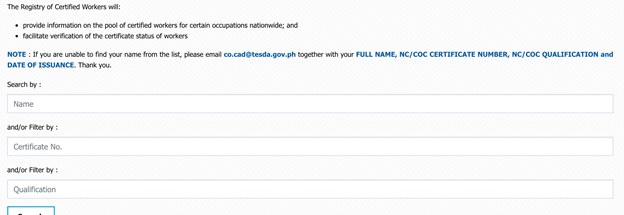 The Registry of Certified Workers will:
provide information on the pool of certified workers for certain occupations nationwide; and
facilitate verification of the certificate status of workers
NOTE : If you are unable to find your name from the list, please email co.cad@tesda.gov.ph together with your FULL NAME, NC/COC CERTIFICATE NUMBER, NC/COC QUALIFICATION and
DATE OF ISSUANCE. Thank you.
Search by :
Name
and/or Filter by :
Certificate No.
and/or Filter by :
Qualification